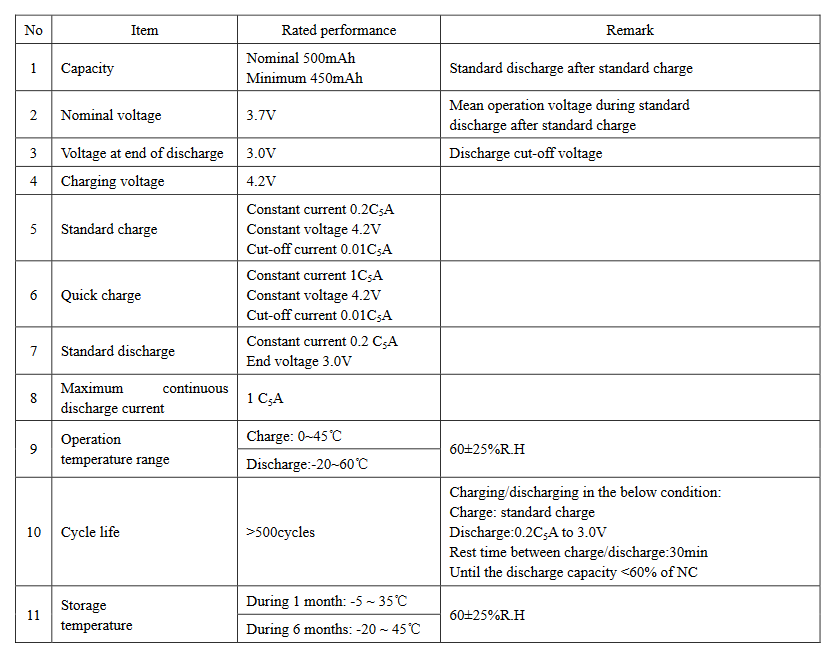 No Item Rated performance Remark
1 Capacity Nominal 500mAh
Minimum 450mAh Standard discharge after standard charge
2 Nominal voltage 3.7V Mean operation voltage during standard
discharge after standard charge
3 Voltage at end of discharge 3.0V Discharge cut-off voltage
4 Charging voltage 4.2V
5 Standard charge Constant current 0.2C₅A
Constant voltage 4.2V
Cut-off current 0.01C₅A
6 Quick charge Constant current 1C₅A
Constant voltage 4.2V
Cut-off current 0.01C₅A
7 Standard discharge Constant current 0.2 C₅A
End voltage 3.0V
8 Maximum continuous
discharge current 1 C₅A
9 Operation
temperature range Charge: 0~45℃
Discharge:-20~60℃ 60±25%R.H
10 Cycle life >500cycles Charging/discharging in the below condition:
Charge: standard charge
Discharge:0.2C₅A to 3.0V
Rest time between charge/discharge:30min
Until the discharge capacity <60% of NC
11 Storage
temperature During 1 month: -5 ~ 35℃
During 6 months: -20 ~ 45℃ 60±25%R.H